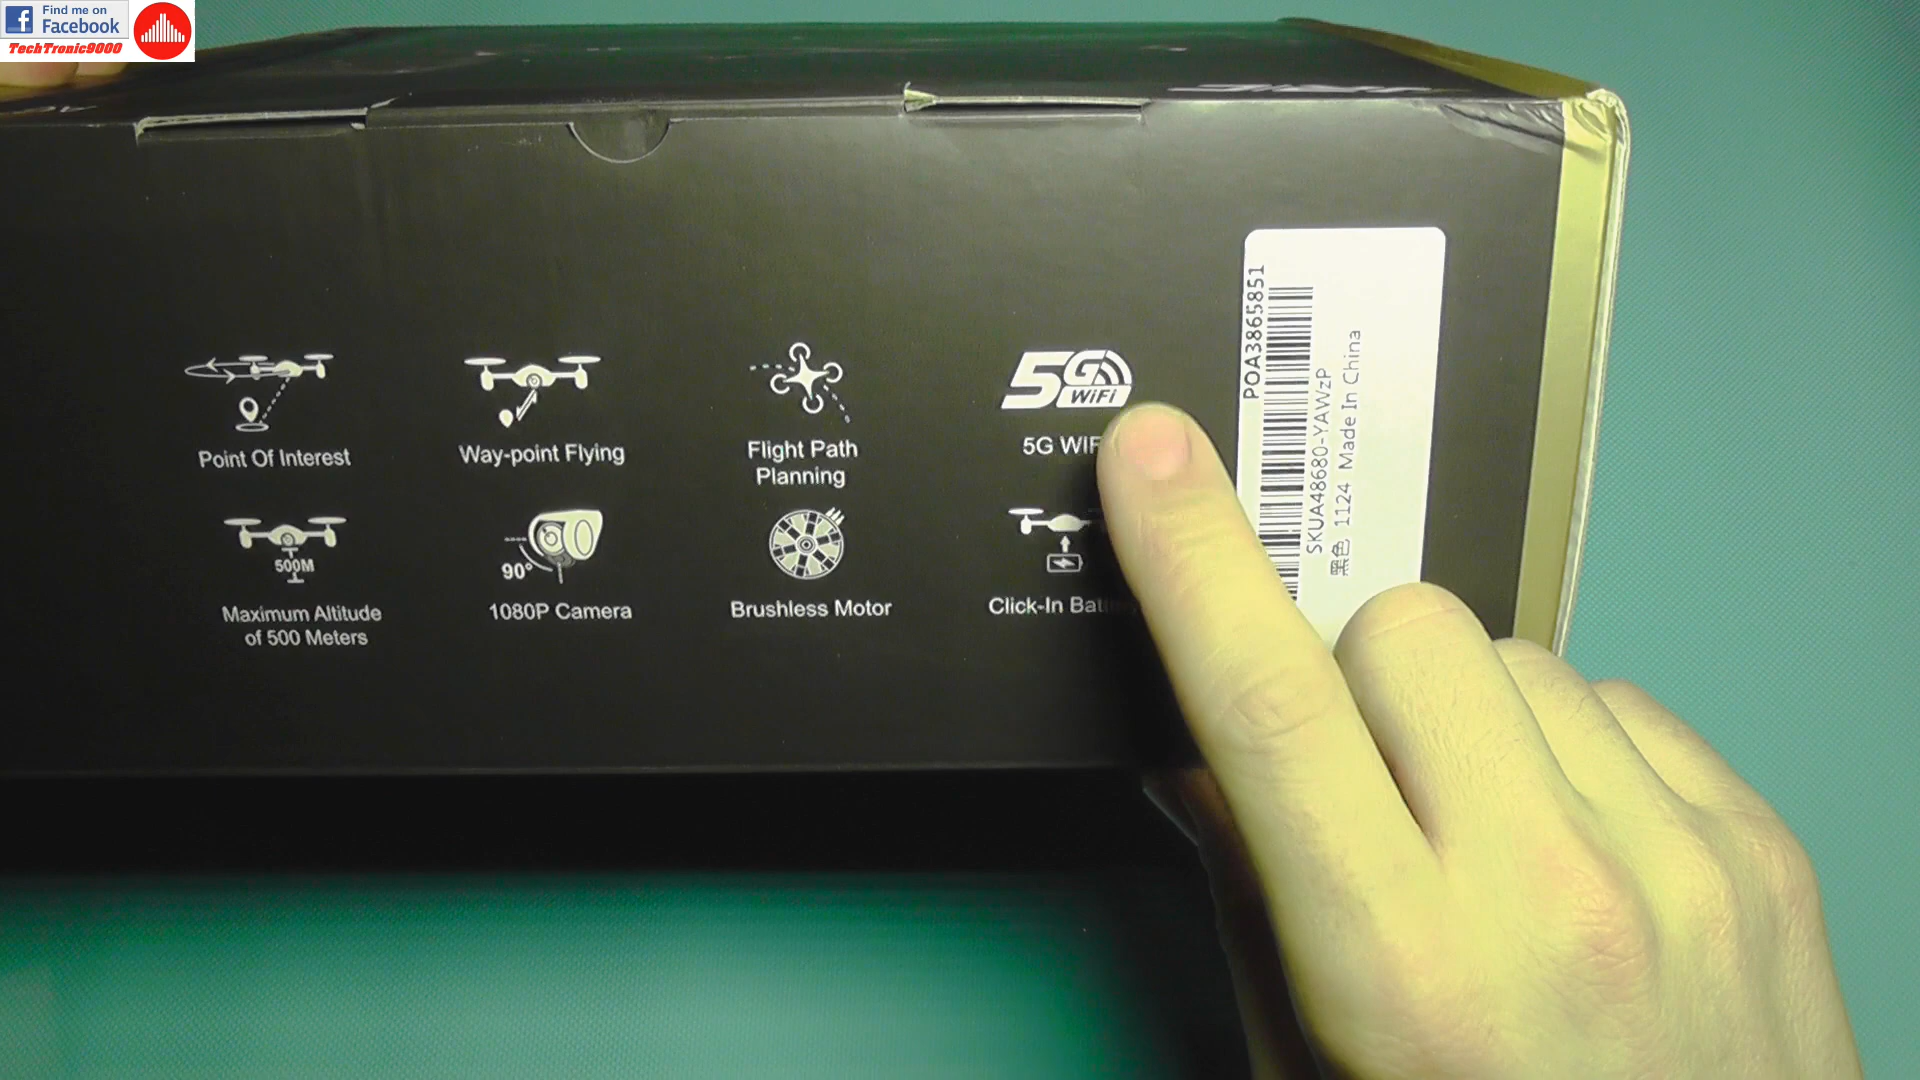 Find me on
Facebook
TechTronic9000
5G
WiFi
Point Of Interest
Way-point Flying
Flight Path
Planning
5G
500M
90°
Maximum Altitude
of 500 Meters
1080P Camera
Brushless Motor
Click-In
POA3865851
SKUA48680-YAWzP
黑色 1124 Made In China